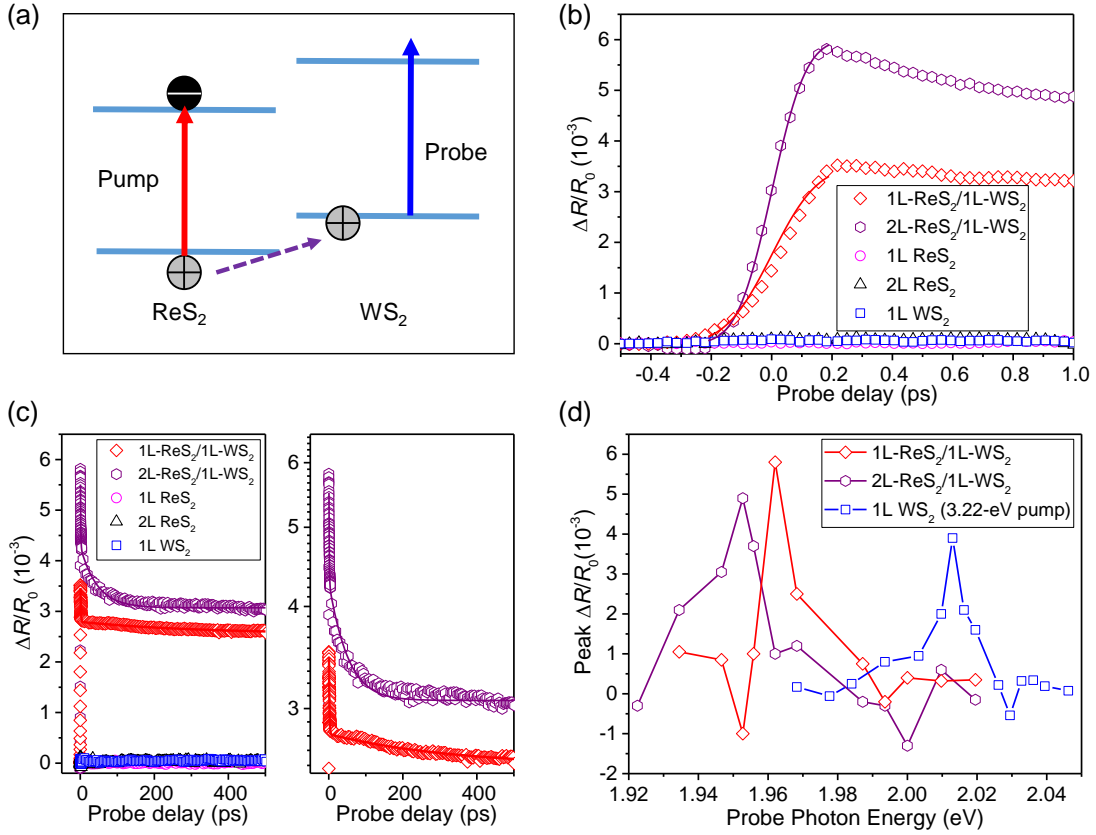 (a)
Pump
Probe
ReS2
WS2
(b)
ΔR/R0 (10-3)
6
5
4
3
2
1
0
1L-ReS2/1L-WS2
2L-ReS2/1L-WS2
1L ReS2
2L ReS2
1L WS2
-0.4 -0.2 0.0 0.2 0.4 0.6 0.8 1.0
Probe delay (ps)
(c)
ΔR/R0 (10-3)
6
5
4
3
2
1
0
1L-ReS2/1L-WS2
2L-ReS2/1L-WS2
1L ReS2
2L ReS2
1L WS2
0 200 400
Probe delay (ps)
6
5
4
3
0 200 400
Probe delay (ps)
(d)
Peak ΔR/R0(10-3)
7
6
5
4
3
2
1
0
-1
-2
1L-ReS2/1L-WS2
2L-ReS2/1L-WS2
1L WS2 (3.22-eV pump)
1.92 1.94 1.96 1.98 2.00 2.02 2.04
Probe Photon Energy (eV)